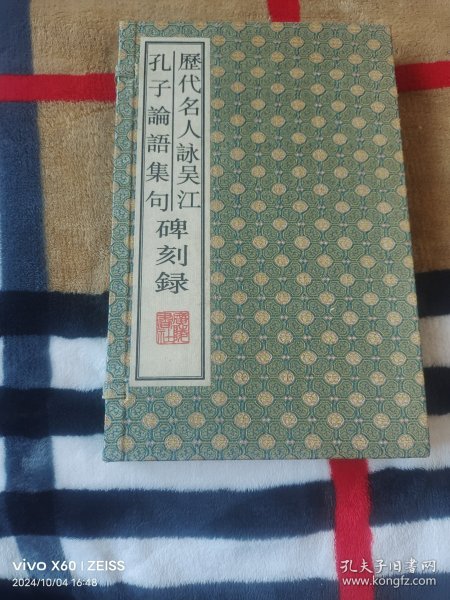 歷代名人詠吴江
孔子論語集句
碑刻録
vivo X60 | ZEISS
2024/10/04 16:48
孔夫子旧书网
www.kongfz.com